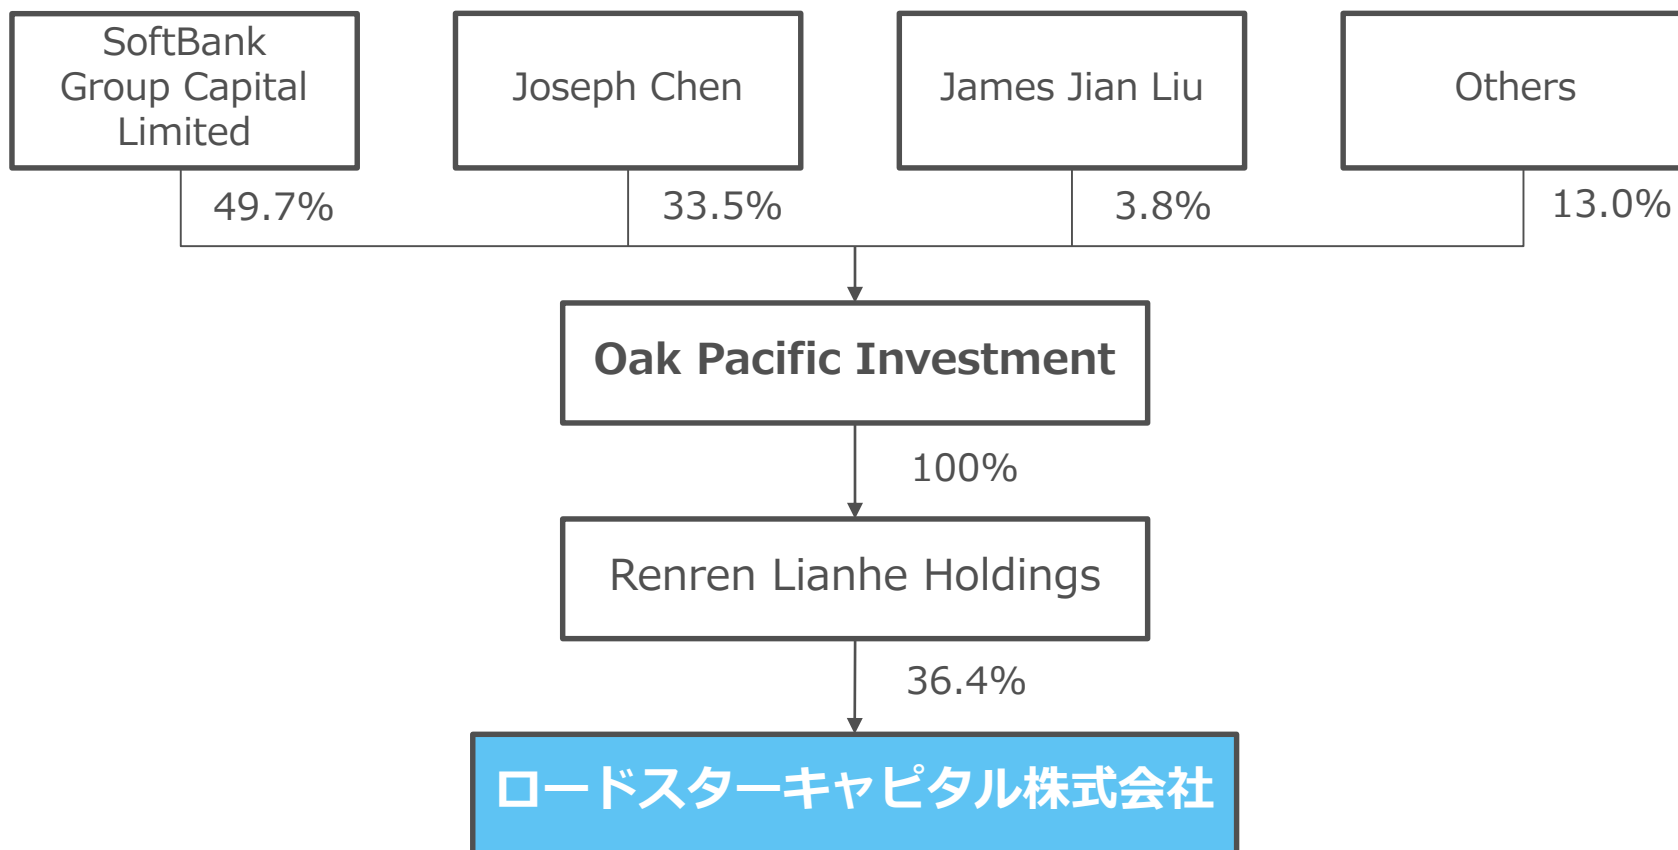 SoftBank
Group Capital
Limited
Joseph Chen
James Jian Liu
Others
49.7%
33.5%
3.8%
13.0%
Oak Pacific Investment
100%
Renren Lianhe Holdings
36.4%
ロードスターキャピタル株式会社